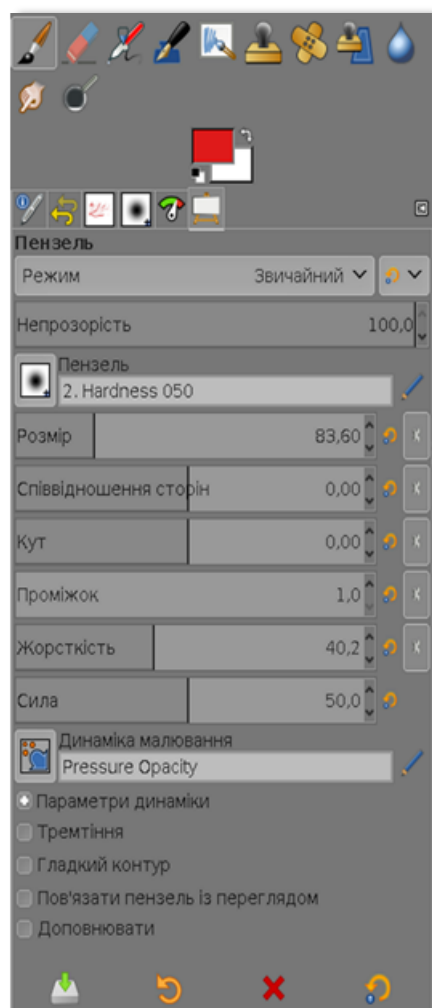 Пензель
Режим Звичайний
Непрозорість 100,0
Пензель
2. Hardness 050
Розмір 83,60
Співвідношення сторін 0,00
Кут 0,00
Проміжок 1,0
Жорсткість 40,2
Сила 50,0
Динаміка малювання
Pressure Opacity
Параметри динаміки
Тремтіння
Гладкий контур
Пов'язати пензель із переглядом
Доповнювати